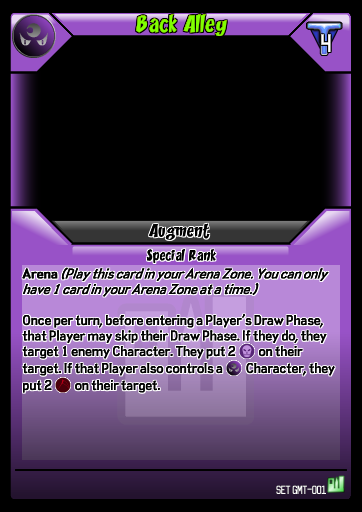 Back Alley
4
Augment
Special Rank
Arena (Play this card in your Arena Zone. You can only
have 1 card in your Arena Zone at a time.)
Once per turn, before entering a Player's Draw Phase,
that Player may skip their Draw Phase. If they do, they
target 1 enemy Character. They put 2 on their
target. If that Player also controls a Character, they
put 2 on their target.
SET GMT-001